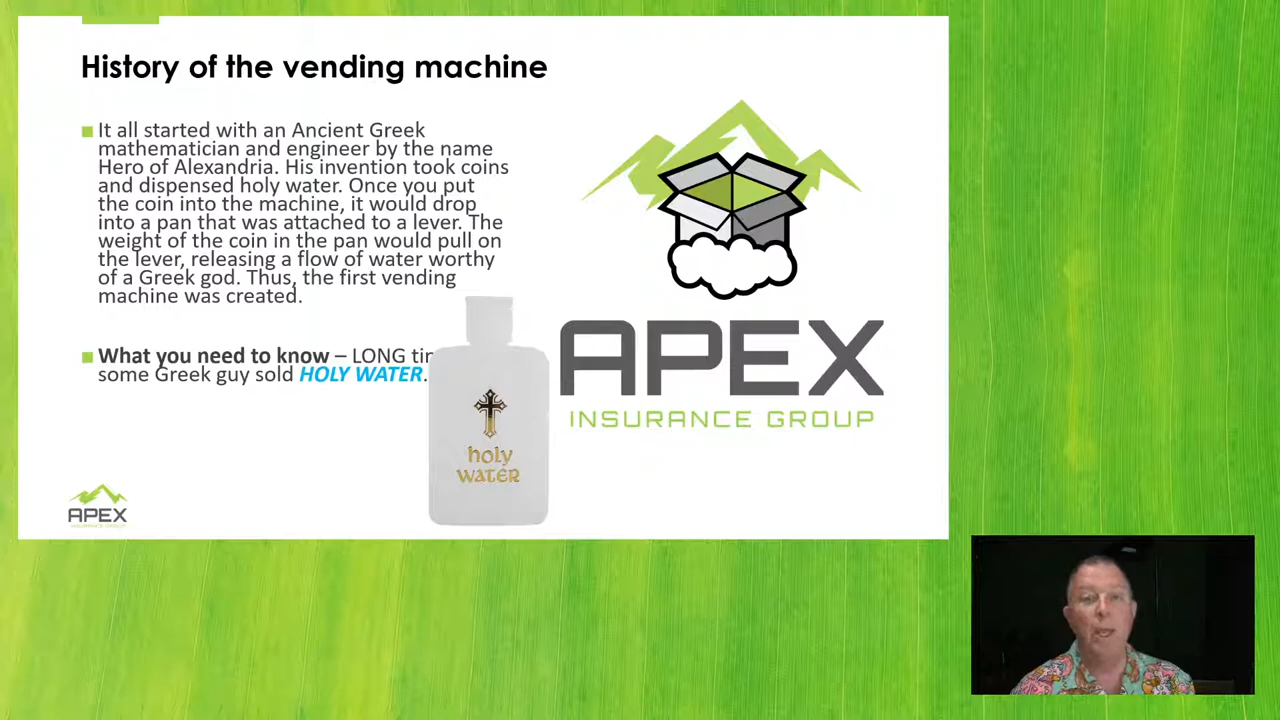 History of the vending machine
It all started with an Ancient Greek
mathematician and engineer by the name
Hero of Alexandria. His invention took coins
and dispensed holy water. Once you put
the coin into the machine, it would drop
into a pan that was attached to a lever. The
weight of the coin in the pan would pull on
the lever, releasing a flow of water worthy
of a Greek god. Thus, the first vending
machine was created.
What you need to know – LONG
some Greek guy sold HOLY WATER.
holy
WATER
APEX
INSURANCE GROUP
APEX
INSURANCE GROUP